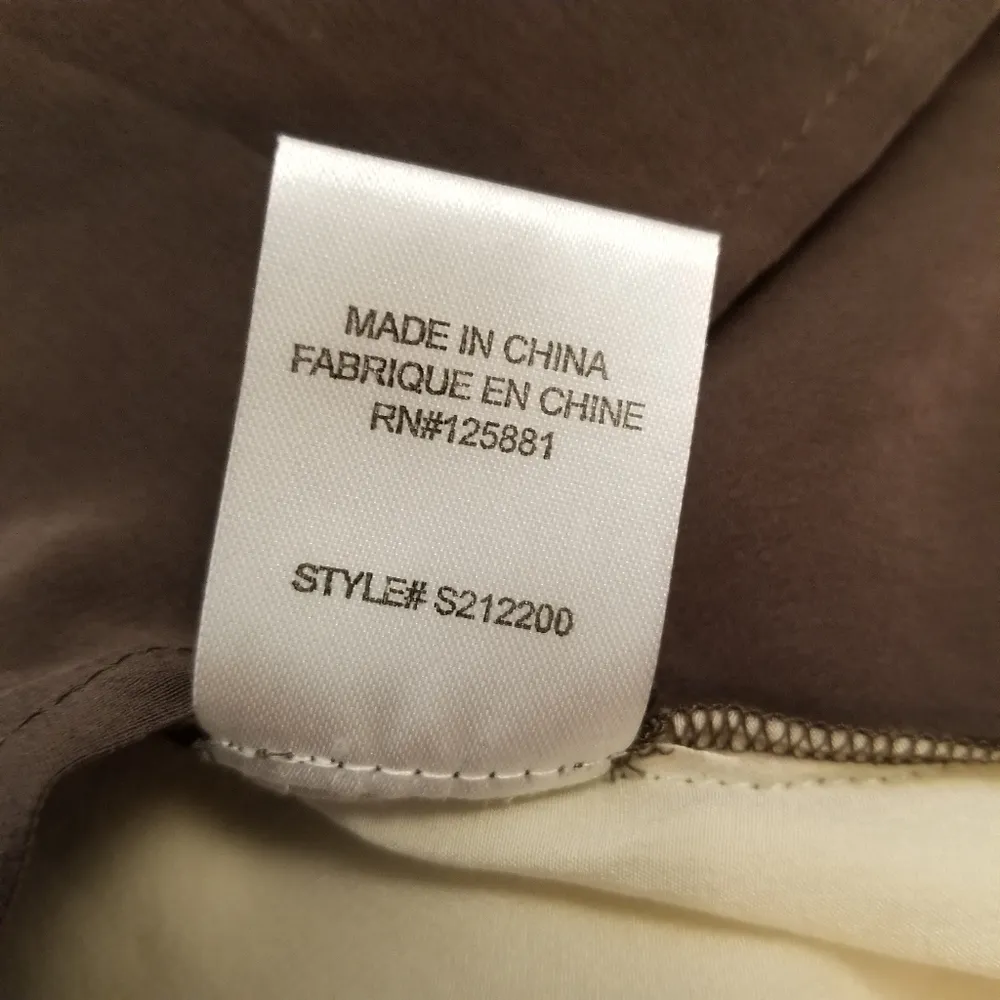 MADE IN CHINA
FABRIQUE EN CHINE
RN#125881
STYLE# S212200